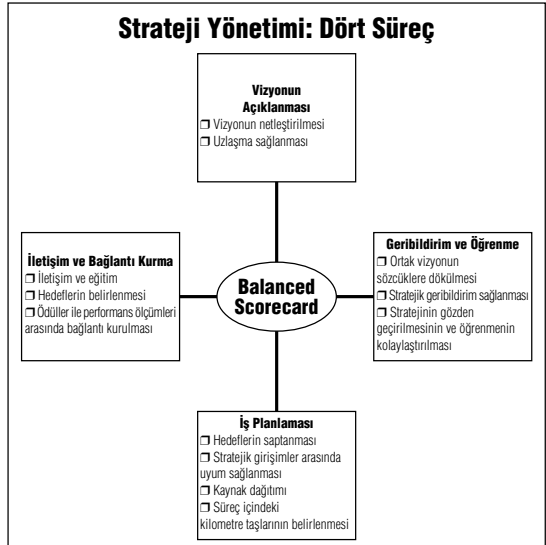 Strateji Yönetimi: Dört Süreç
Vizyonun
Açıklanması
❒ Vizyonun netleştirilmesi
❒ Uzlaşma sağlanması
İletişim ve Bağlantı Kurma
❒ İletişim ve eğitim
❒ Hedeflerin belirlenmesi
❒ Ödüller ile performans ölçümleri
arasında bağlantı kurulması
Balanced
Scorecard
Geribildirim ve Öğrenme
❒ Ortak vizyonun
sözcüklere dökülmesi
❒ Stratejik geribildirim sağlanması
❒ Stratejinin gözden
geçirilmesinin ve öğrenmenin
kolaylaştırılması
İş Planlaması
❒ Hedeflerin saptanması
❒ Stratejik girişimler arasında
uyum sağlanması
❒ Kaynak dağıtımı
❒ Süreç içindeki
kilometre taşlarının belirlenmesi